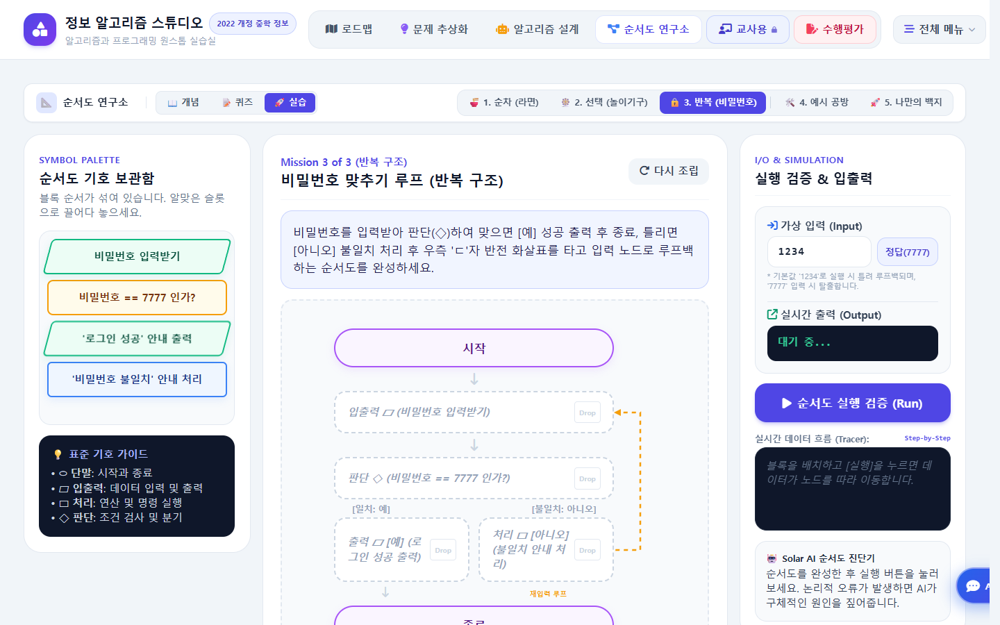 정보 알고리즘 스튜디오
2022 개정 중학 정보
알고리즘과 프로그래밍 원스톱 실습실
로드맵
문제 추상화
알고리즘 설계
순서도 연구소
교사용
수행평가
전체 메뉴
순서도 연구소
개념
퀴즈
실습
1. 순차 (라면)
2. 선택 (놀이기구)
3. 반복 (비밀번호)
4. 예시 공방
5. 나만의 백지
SYMBOL PALETTE
순서도 기호 보관함
블록 순서가 섞여 있습니다. 알맞은 슬롯
으로 끌어다 놓으세요.
비밀번호 입력받기
비밀번호 == 7777 인가?
'로그인 성공' 안내 출력
'비밀번호 불일치' 안내 처리
표준 기호 가이드
• ⬭ 단말: 시작과 종료
• ▱ 입출력: 데이터 입력 및 출력
• ▭ 처리: 연산 및 명령 실행
• ◇ 판단: 조건 검사 및 분기
Mission 3 of 3 (반복 구조)
비밀번호 맞추기 루프 (반복 구조)
다시 조립
비밀번호를 입력받아 판단(◇)하여 맞으면 [예] 성공 출력 후 종료, 틀리면
[아니오] 불일치 처리 후 우측 'ㄷ'자 반전 화살표를 타고 입력 노드로 루프백
하는 순서도를 완성하세요.
시작
입출력 ▱ (비밀번호 입력받기)
Drop
판단 ◇ (비밀번호 == 7777 인가?)
Drop
[일치: 예]
[불일치: 아니오]
출력 ▱ [예] (로
그인 성공 출력)
Drop
처리 ▭ [아니오]
(불일치 안내 처
리)
Drop
재입력 루프
종료
I/O & SIMULATION
실행 검증 & 입출력
가상 입력 (Input)
1234
정답(7777)
* 기본값 '1234'로 실행 시 틀려 루프백되며,
'7777' 입력 시 탈출합니다.
실시간 출력 (Output)
대기 중...
순서도 실행 검증 (Run)
실시간 데이터 흐름 (Tracer):
Step-by-Step
블록을 배치하고 [실행]을 누르면 데
이터가 노드를 따라 이동합니다.
Solar AI 순서도 진단기
순서도를 완성한 후 실행 버튼을 눌러
보세요. 논리적 오류가 발생하면 AI가
구체적인 원인을 짚어줍니다.